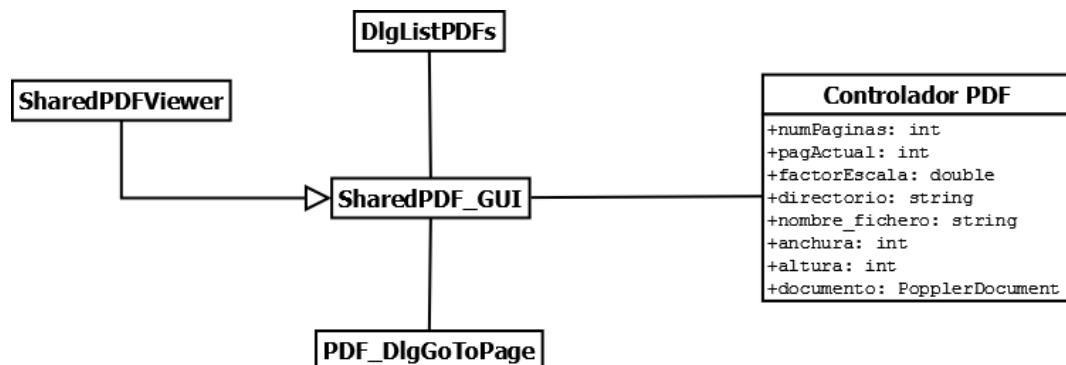 DlgListPDFs
SharedPDFViewer
Controlador PDF
+numPaginas: int
+pagActual: int
+factorEscala: double
+directorio: string
+nombre_fichero: string
+anchura: int
+altura: int
+documento: PopplerDocument
SharedPDF_GUI
PDF_DlgGoToPage